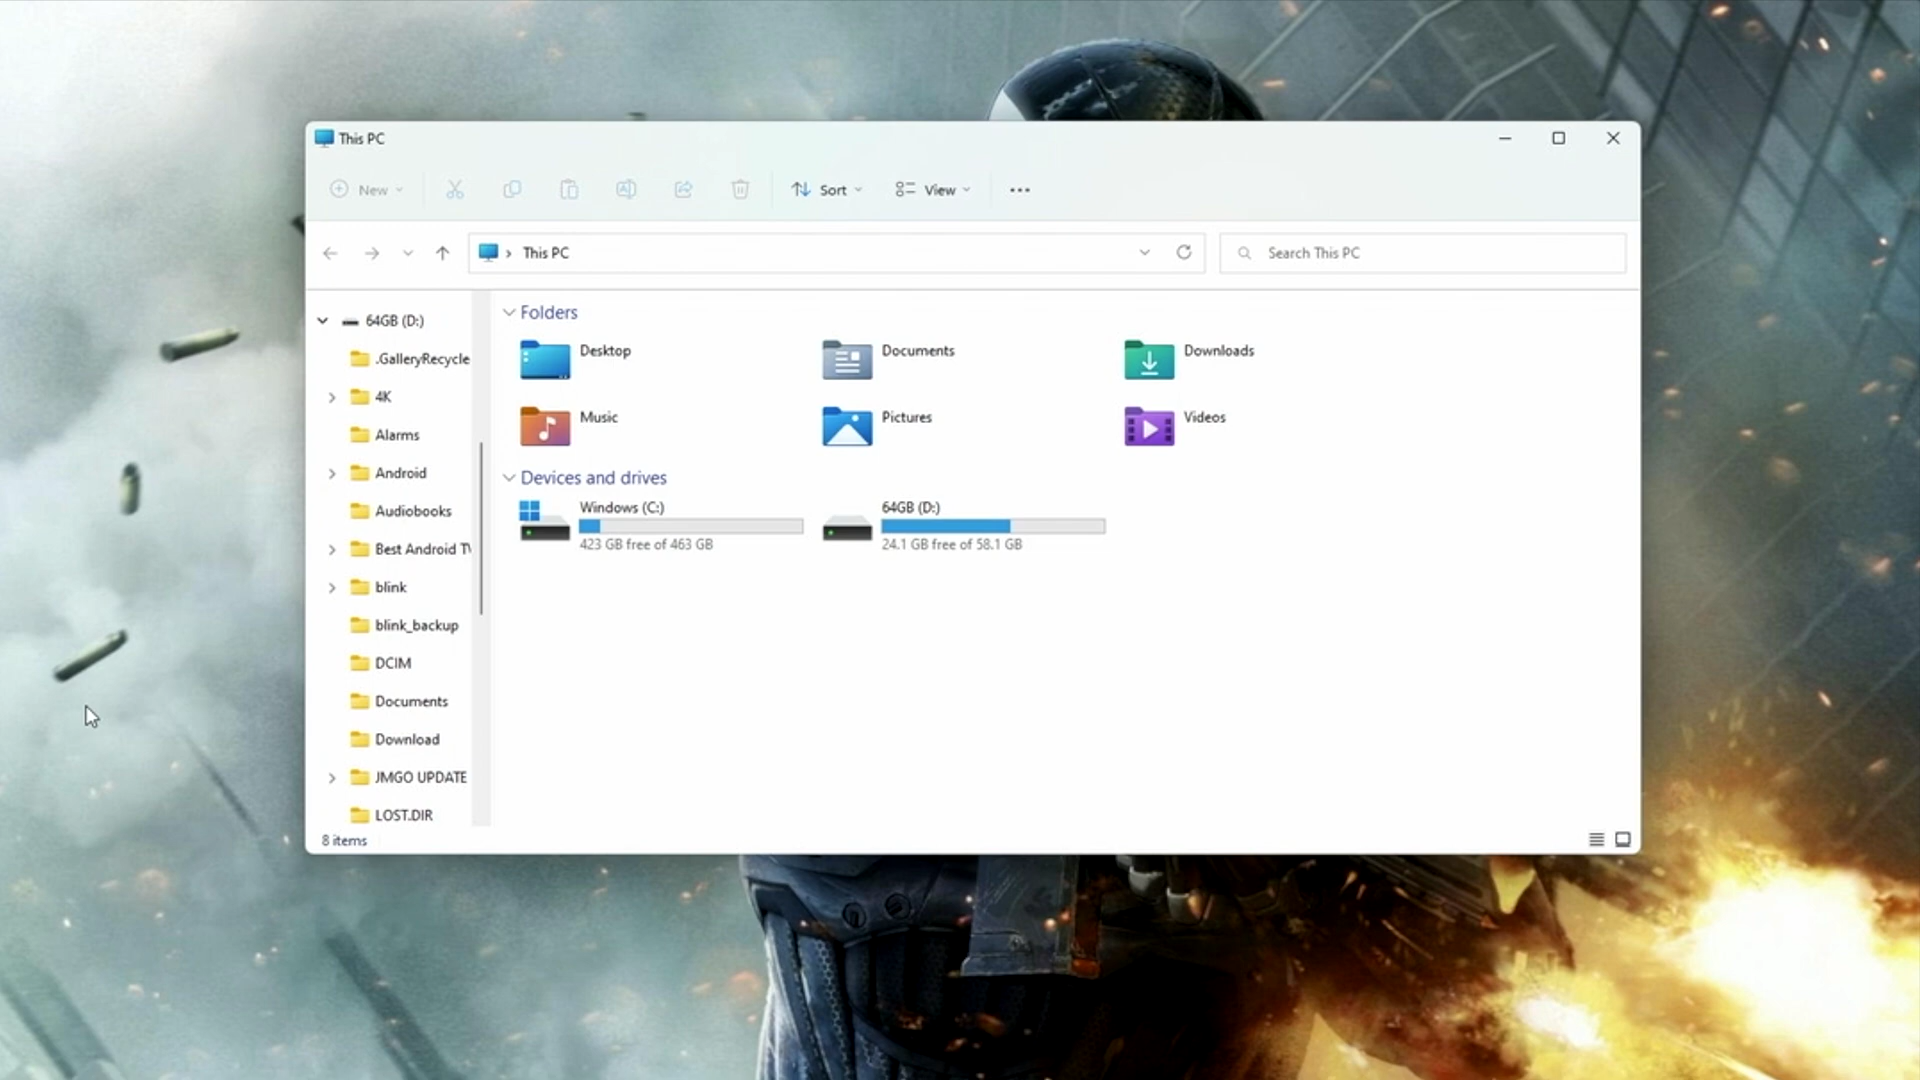 This PC
New
Sort
View
This PC
Search This PC
64GB (D:)
.GalleryRecycle
4K
Alarms
Android
Audiobooks
Best Android TV
blink
blink_backup
DCIM
Documents
Download
JMGO UPDATE
LOST.DIR
Folders
Desktop
Documents
Downloads
Music
Pictures
Videos
Devices and drives
Windows (C:)
423 GB free of 463 GB
64GB (D:)
24.1 GB free of 58.1 GB
8 items